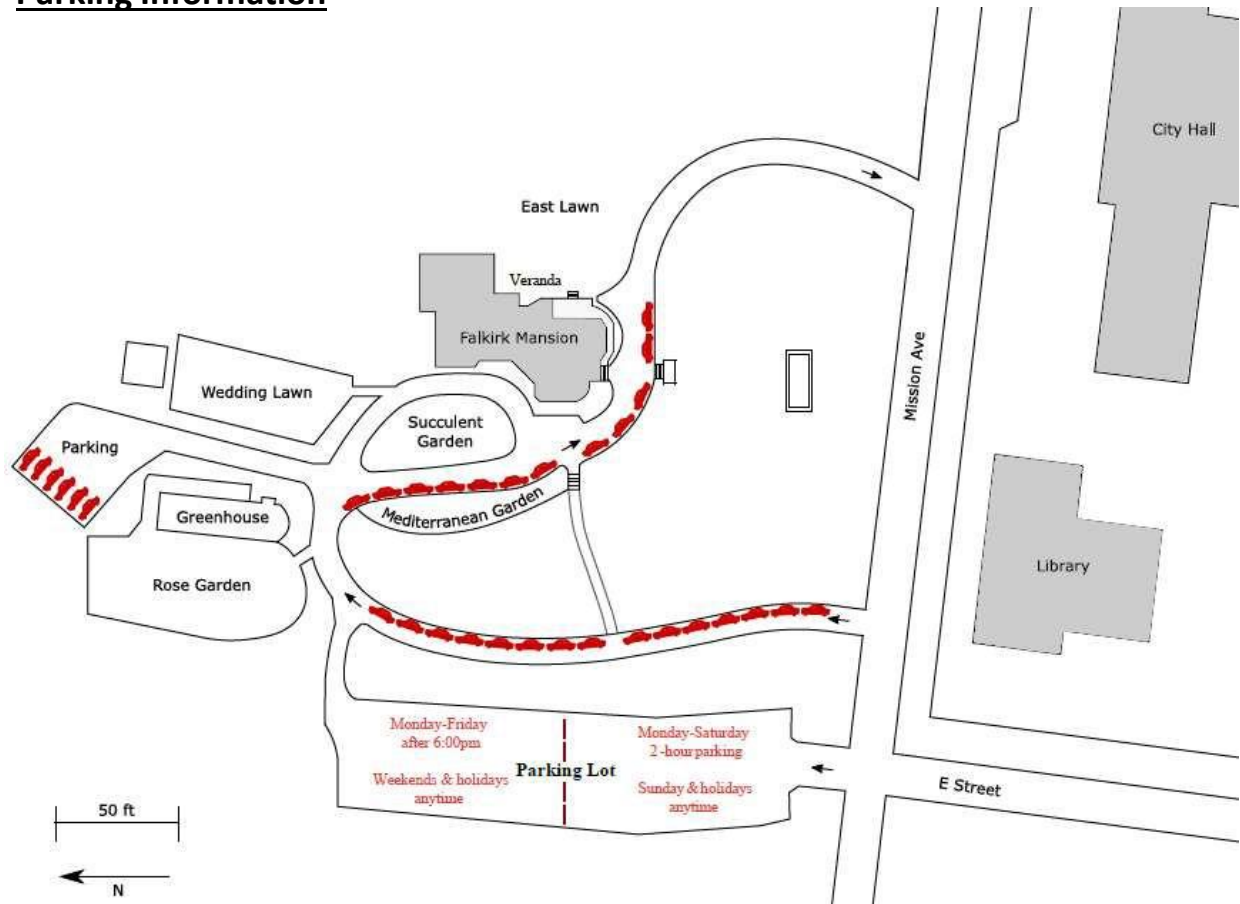 Parking Information
City Hall
East Lawn
Veranda
Falkirk Mansion
Mission Ave
Wedding Lawn
Succulent
Garden
Parking
Mediterranean Garden
Greenhouse
Rose Garden
Library
Monday-Friday
after 6:00pm
Weekends & holidays
anytime
Parking Lot
Monday-Saturday
2-hour parking
Sunday & holidays
anytime
E Street
50 ft
N